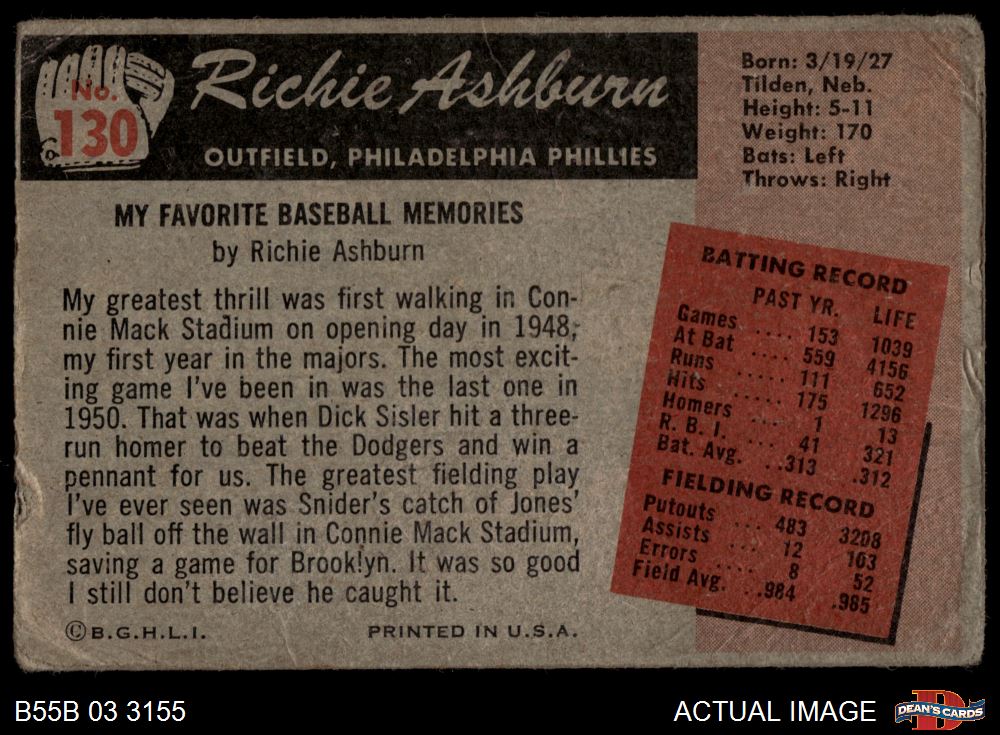 No.
130
Richie Ashburn
OUTFIELD, PHILADELPHIA PHILLIES
Born: 3/19/27
Tilden, Neb.
Height: 5-11
Weight: 170
Bats: Left
Throws: Right
MY FAVORITE BASEBALL MEMORIES
by Richie Ashburn
My greatest thrill was first walking in Con-
nie Mack Stadium on opening day in 1948,
my first year in the majors. The most excit-
ing game I've been in was the last one in
1950. That was when Dick Sisler hit a three-
run homer to beat the Dodgers and win a
pennant for us. The greatest fielding play
I've ever seen was Snider's catch of Jones'
fly ball off the wall in Connie Mack Stadium,
saving a game for Brooklyn. It was so good
I still don't believe he caught it.
©B.G.H.L.I. PRINTED IN U.S.A.
BATTING RECORD
PAST YR. LIFE
Games .... 153 1039
At Bat .... 559 4156
Runs ..... 111 652
Hits ..... 175 1296
Homers ... 1 13
R. B. I. ... 41 321
Bat. Avg. ..313 .312
FIELDING RECORD
Putouts ... 483 3208
Assists ... 12 103
Errors .... 8 52
Field Avg. ..984 .985
B55B 03 3155
ACTUAL IMAGE
DEAN'S CARDS